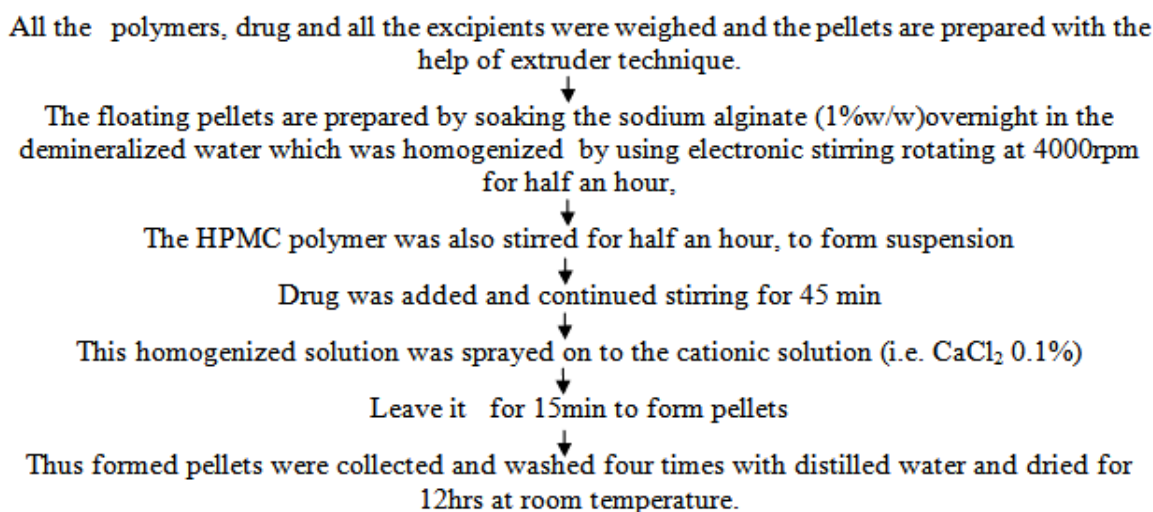 All the polymers, drug and all the excipients were weighed and the pellets are prepared with the
help of extruder technique.
The floating pellets are prepared by soaking the sodium alginate (1%w/w)overnight in the
demineralized water which was homogenized by using electronic stirring rotating at 4000rpm
for half an hour,
The HPMC polymer was also stirred for half an hour, to form suspension
Drug was added and continued stirring for 45 min
This homogenized solution was sprayed on to the cationic solution (i.e. CaCl₂ 0.1%)
Leave it for 15min to form pellets
Thus formed pellets were collected and washed four times with distilled water and dried for
12hrs at room temperature.